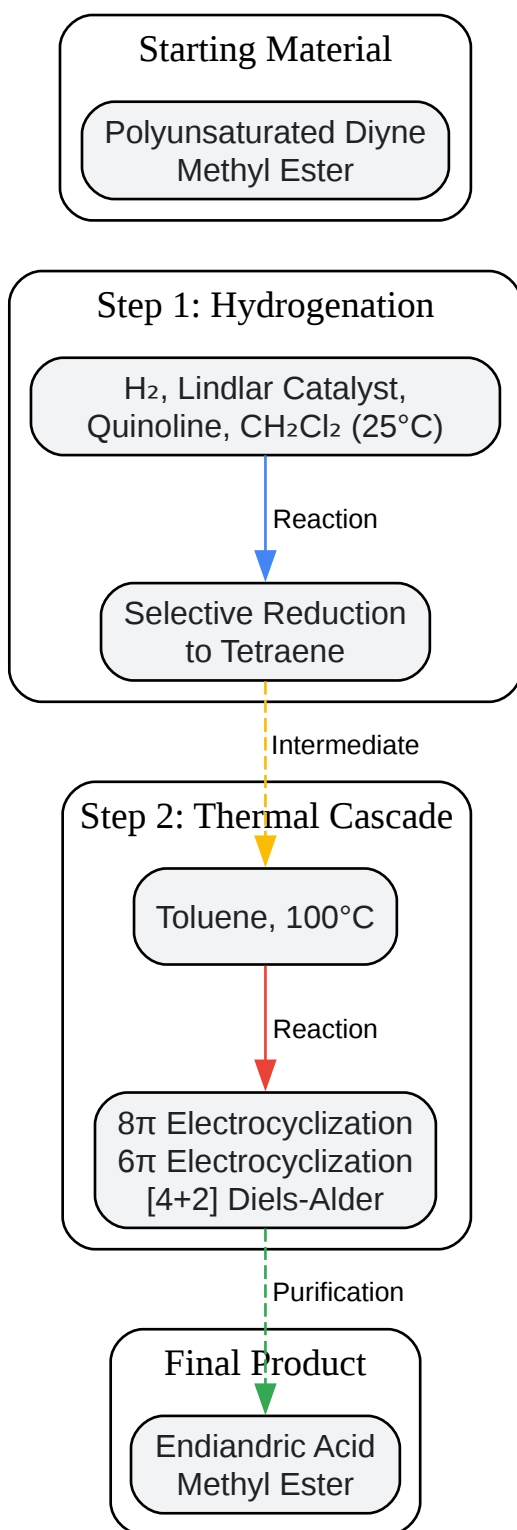 Starting Material
Polyunsaturated Diyne
Methyl Ester
Step 1: Hydrogenation
H₂, Lindlar Catalyst,
Quinoline, CH₂Cl₂ (25°C)
Reaction
Selective Reduction
to Tetraene
Intermediate
Step 2: Thermal Cascade
Toluene, 100°C
Reaction
8π Electrocyclization
6π Electrocyclization
[4+2] Diels-Alder
Purification
Final Product
Endiandric Acid
Methyl Ester